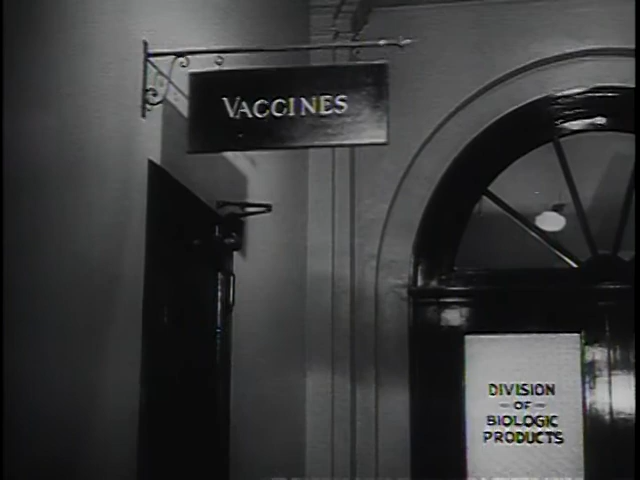 VACCINES
DIVISION
- OF -
BIOLOGIC
PRODUCTS